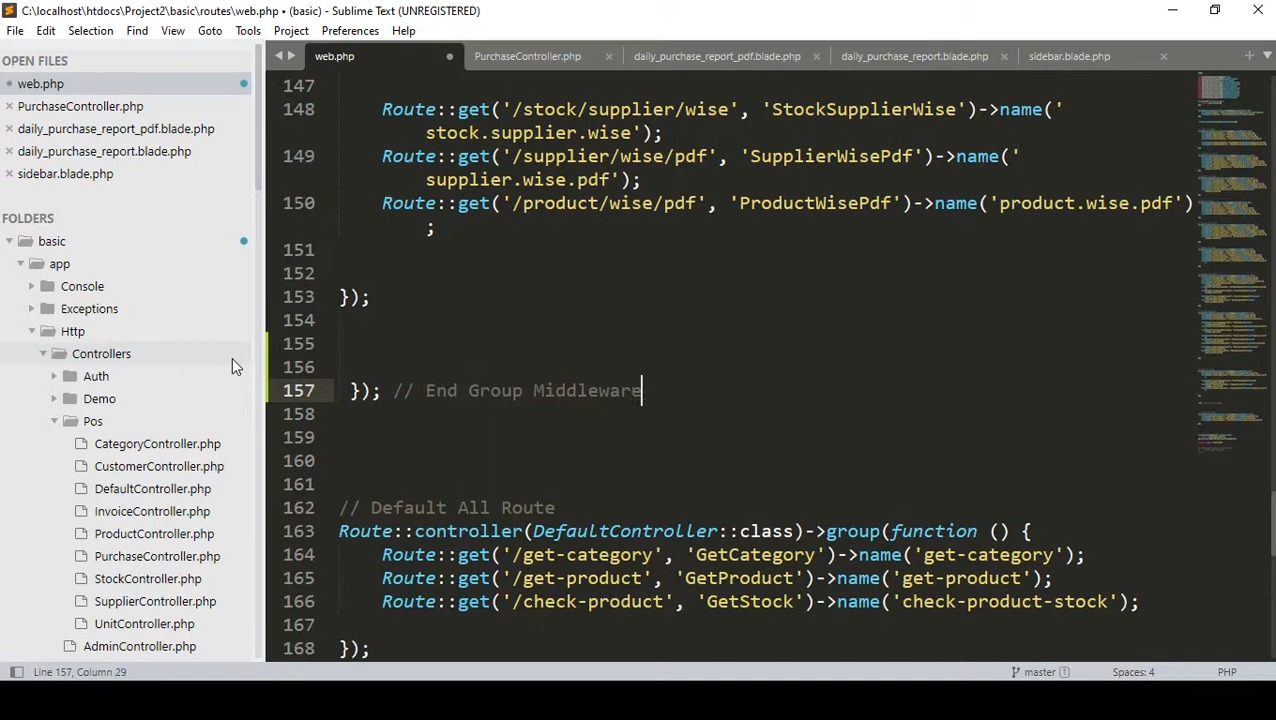 C:\localhost\htdocs\Project2\basic\routes\web.php • (basic) - Sublime Text (UNREGISTERED)
File Edit Selection Find View Goto Tools Project Preferences Help
OPEN FILES
web.php
PurchaseController.php
daily_purchase_report_pdf.blade.php
daily_purchase_report.blade.php
sidebar.blade.php
FOLDERS
basic
app
Console
Exceptions
Http
Controllers
Auth
Demo
Pos
CategoryController.php
CustomerController.php
DefaultController.php
InvoiceController.php
ProductController.php
PurchaseController.php
StockController.php
SupplierController.php
UnitController.php
AdminController.php
web.php PurchaseController.php daily_purchase_report_pdf.blade.php daily_purchase_report.blade.php sidebar.blade.php
147
148 Route::get('/stock/supplier/wise', 'StockSupplierWise')->name('
stock.supplier.wise');
149 Route::get('/supplier/wise/pdf', 'SupplierWisePdf')->name('
supplier.wise.pdf');
150 Route::get('/product/wise/pdf', 'ProductWisePdf')->name('product.wise.pdf')
;
151
152
153 });
154
155
156
157 }); // End Group Middleware
158
159
160
161
162 // Default All Route
163 Route::controller(DefaultController::class)->group(function () {
164 Route::get('/get-category', 'GetCategory')->name('get-category');
165 Route::get('/get-product', 'GetProduct')->name('get-product');
166 Route::get('/check-product', 'GetStock')->name('check-product-stock');
167
168 });
Line 157, Column 29 master 1 Spaces: 4 PHP